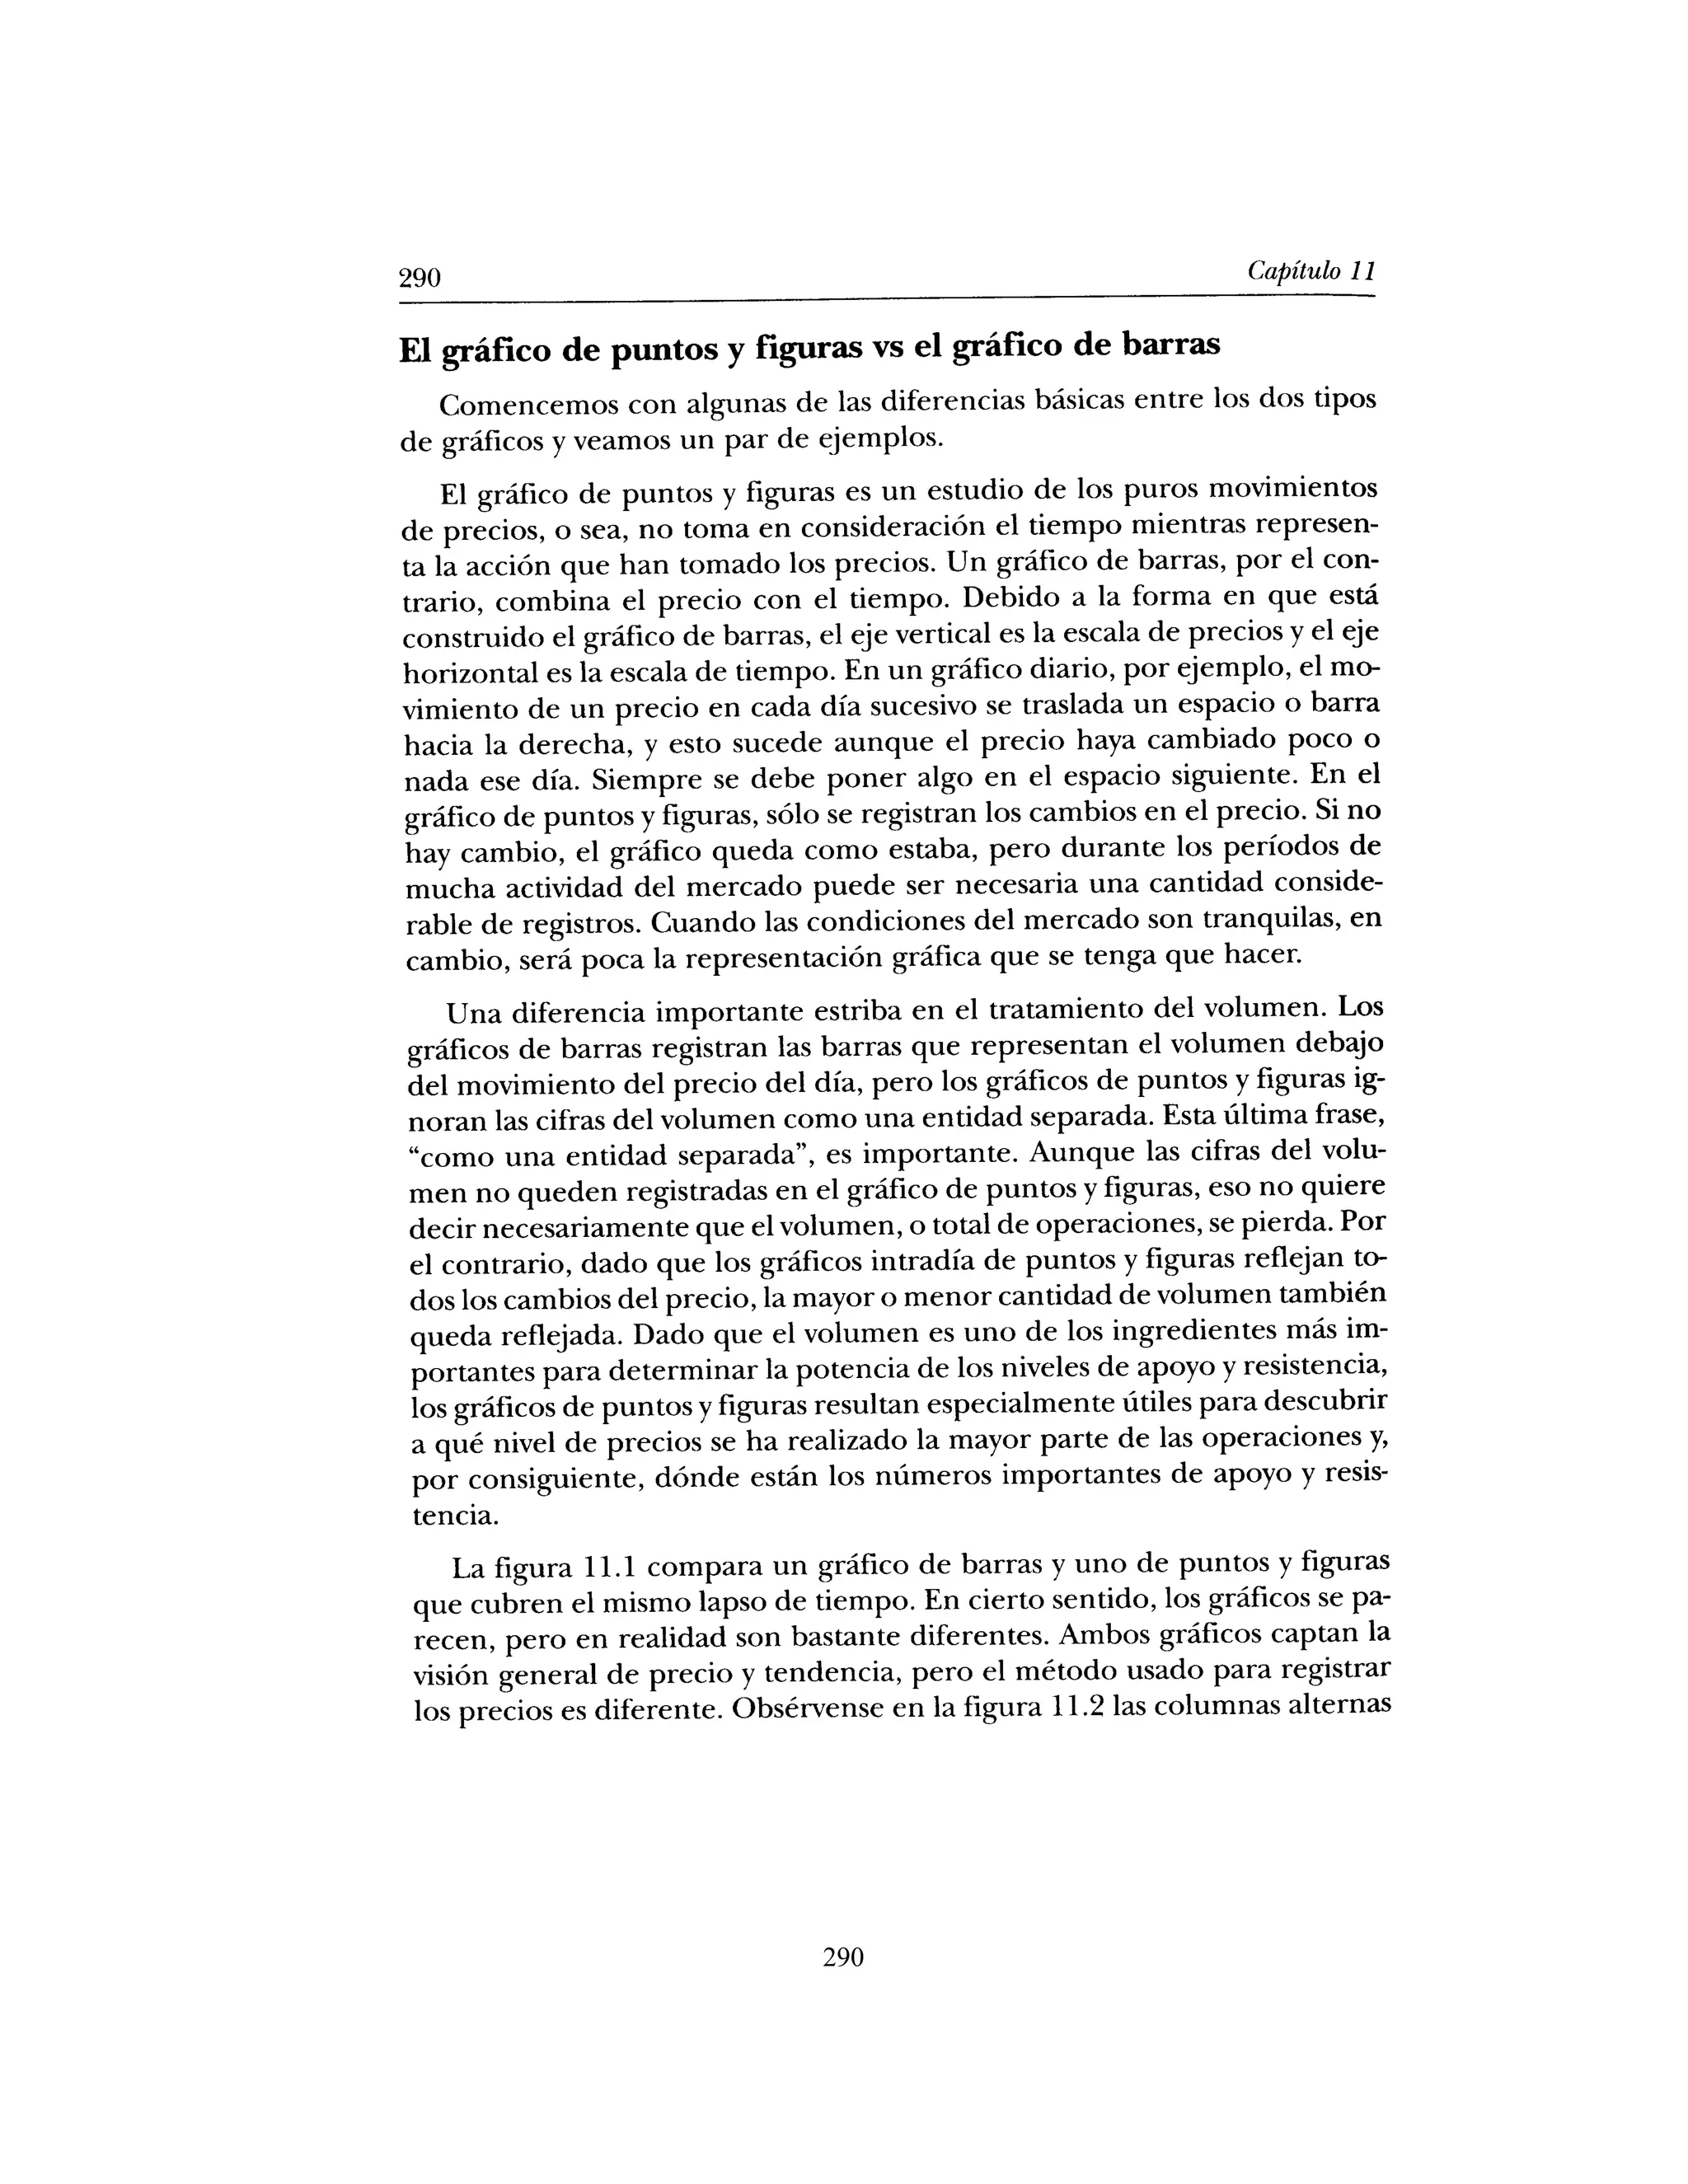 290
Capítulo 11
El gráfico de puntos y figuras vs el gráfico de barras
Comencemos con algunas de las diferencias básicas entre los dos tipos
de gráficos y veamos un par de ejemplos.
El gráfico de puntos y figuras es un estudio de los puros movimientos
de precios, o sea, no toma en consideración el tiempo mientras represen-
ta la acción que han tomado los precios. Un gráfico de barras, por el con-
trario, combina el precio con el tiempo. Debido a la forma en que está
construido el gráfico de barras, el eje vertical es la escala de precios y el eje
horizontal es la escala de tiempo. En un gráfico diario, por ejemplo, el mo-
vimiento de un precio en cada día sucesivo se traslada un espacio o barra
hacia la derecha, y esto sucede aunque el precio haya cambiado poco o
nada ese día. Siempre se debe poner algo en el espacio siguiente. En el
gráfico de puntos y figuras, sólo se registran los cambios en el precio. Si no
hay cambio, el gráfico queda como estaba, pero durante los períodos de
mucha actividad del mercado puede ser necesaria una cantidad conside-
rable de registros. Cuando las condiciones del mercado son tranquilas, en
cambio, será poca la representación gráfica que se tenga que hacer.
Una diferencia importante estriba en el tratamiento del volumen. Los
gráficos de barras registran las barras que representan el volumen debajo
del movimiento del precio del día, pero los gráficos de puntos y figuras ig-
noran las cifras del volumen como una entidad separada. Esta última frase,
“como una entidad separada”, es importante. Aunque las cifras del volu-
men no queden registradas en el gráfico de puntos y figuras, eso no quiere
decir necesariamente que el volumen, o total de operaciones, se pierda. Por
el contrario, dado que los gráficos intradía de puntos y figuras reflejan to-
dos los cambios del precio, la mayor o menor cantidad de volumen también
queda reflejada. Dado que el volumen es uno de los ingredientes más im-
portantes para determinar la potencia de los niveles de apoyo y resistencia,
los gráficos de puntos y figuras resultan especialmente útiles para descubrir
a qué nivel de precios se ha realizado la mayor parte de las operaciones y,
por consiguiente, dónde están los números importantes de apoyo y resis-
tencia.
La figura 11.1 compara un gráfico de barras y uno de puntos y figuras
que cubren el mismo lapso de tiempo. En cierto sentido, los gráficos se pa-
recen, pero en realidad son bastante diferentes. Ambos gráficos captan la
visión general de precio y tendencia, pero el método usado para registrar
los precios es diferente. Obsérvense en la figura 11.2 las columnas alternas
290